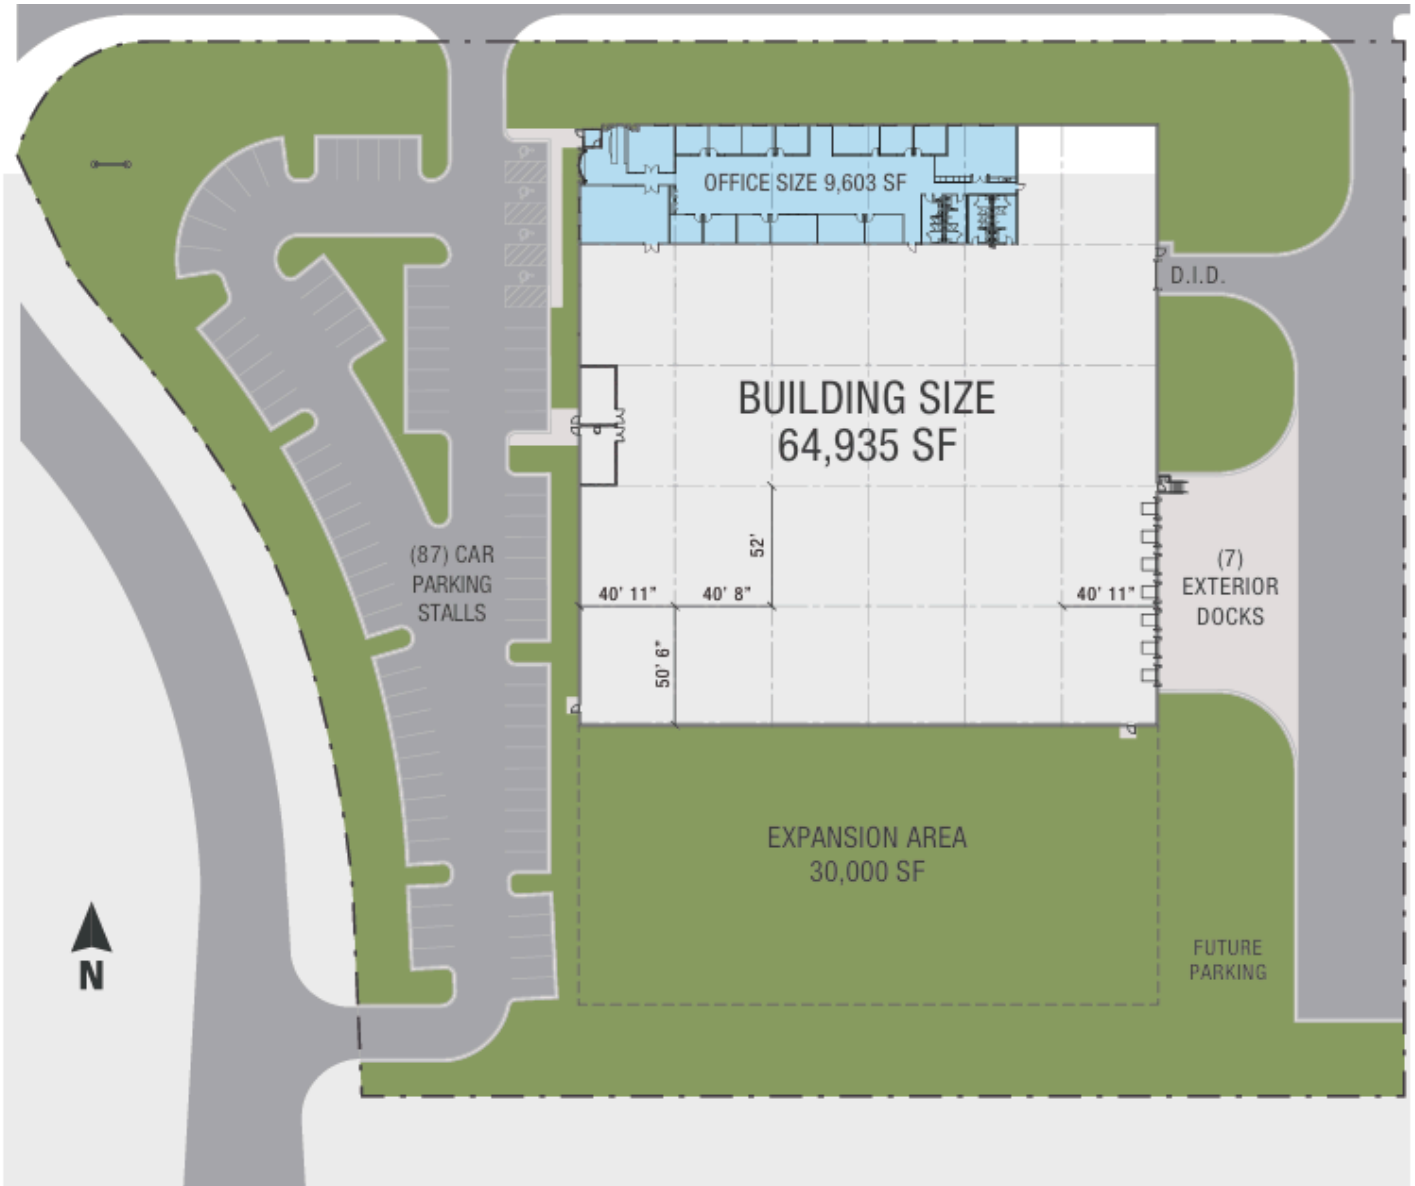 OFFICE SIZE 9,603 SF
D.I.D.
BUILDING SIZE
64,935 SF
(87) CAR
PARKING
STALLS
52'
40' 11"
40' 8"
40' 11"
50' 6"
(7)
EXTERIOR
DOCKS
EXPANSION AREA
30,000 SF
FUTURE
PARKING
N